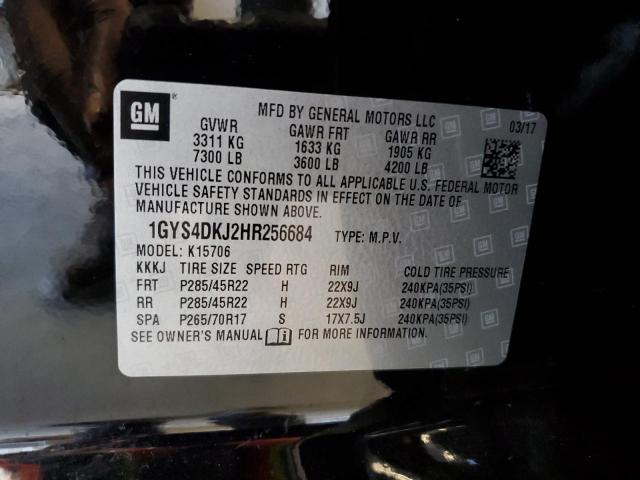 GM
MFD BY GENERAL MOTORS LLC
03/17
GVWR GAWR FRT GAWR RR
3311 KG 1633 KG 1905 KG
7300 LB 3600 LB 4200 LB
THIS VEHICLE CONFORMS TO ALL APPLICABLE U.S. FEDERAL MOTOR
VEHICLE SAFETY STANDARDS IN EFFECT ON THE DATE OF
MANUFACTURE SHOWN ABOVE.
1GYS4DKJ2HR256684 TYPE: M.P.V.
MODEL: K15706
KKKJ TIRE SIZE SPEED RTG RIM COLD TIRE PRESSURE
FRT P285/45R22 H 22X9J 240KPA(35PSI)
RR P285/45R22 H 22X9J 240KPA(35PSI)
SPA P265/70R17 S 17X7.5J 240KPA(35PSI)
SEE OWNER'S MANUAL FOR MORE INFORMATION.